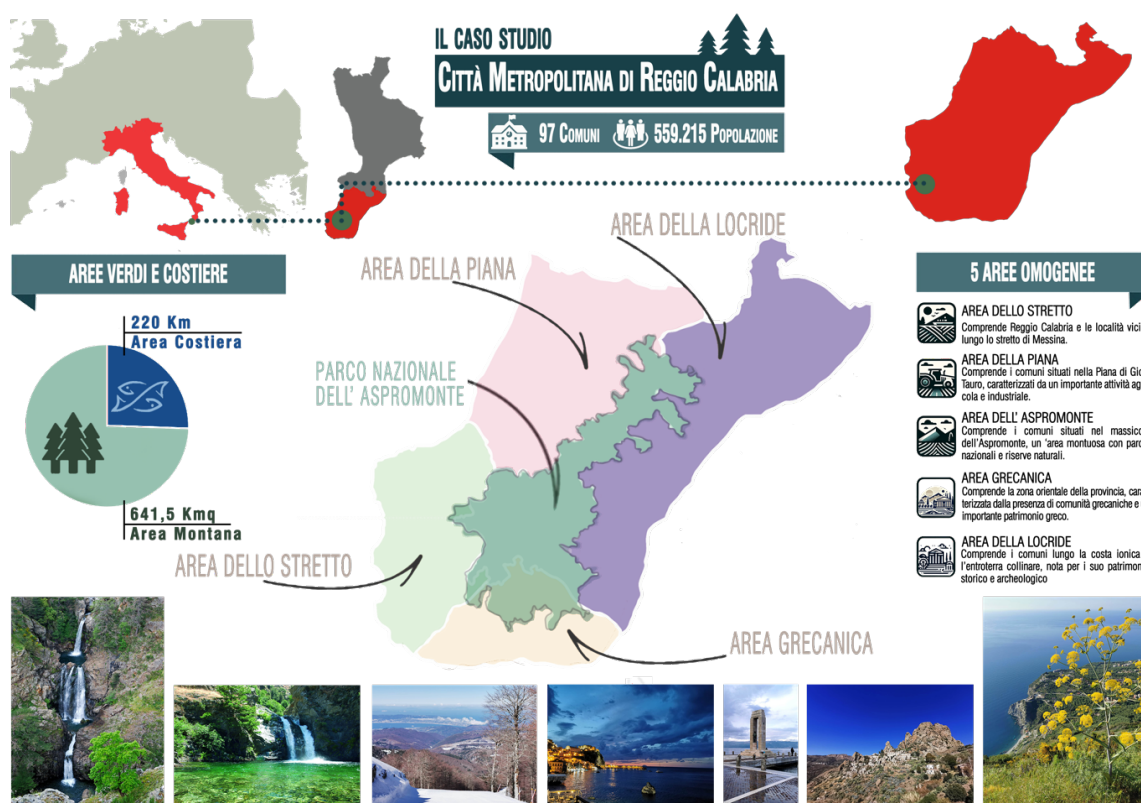 IL CASO STUDIO
CITTÀ METROPOLITANA DI REGGIO CALABRIA
97 COMUNI 559.215 POPOLAZIONE
AREA DELLA LOCRIDE
AREA DELLA PIANA
PARCO NAZIONALE
DELL' ASPROMONTE
AREA DELLO STRETTO
AREA GRECANICA
AREE VERDI E COSTIERE
220 Km
Area Costiera
641,5 Kmq
Area Montana
5 AREE OMOGENEE
AREA DELLO STRETTO
Comprende Reggio Calabria e le località vici
lungo lo stretto di Messina.
AREA DELLA PIANA
Comprende i comuni situati nella Piana di Gio
Tauro, caratterizzati da un importante attività ag
cola e industriale.
AREA DELL' ASPROMONTE
Comprende i comuni situati nel massicc
dell'Aspromonte, un 'area montuosa con parc
nazionali e riserve naturali.
AREA GRECANICA
Comprende la zona orientale della provincia, cara
terizzata dalla presenza di comunità grecaniche e
importante patrimonio greco.
AREA DELLA LOCRIDE
Comprende i comuni lungo la costa ionica
l'entroterra collinare, nota per i suo patrimon
storico e archeologico